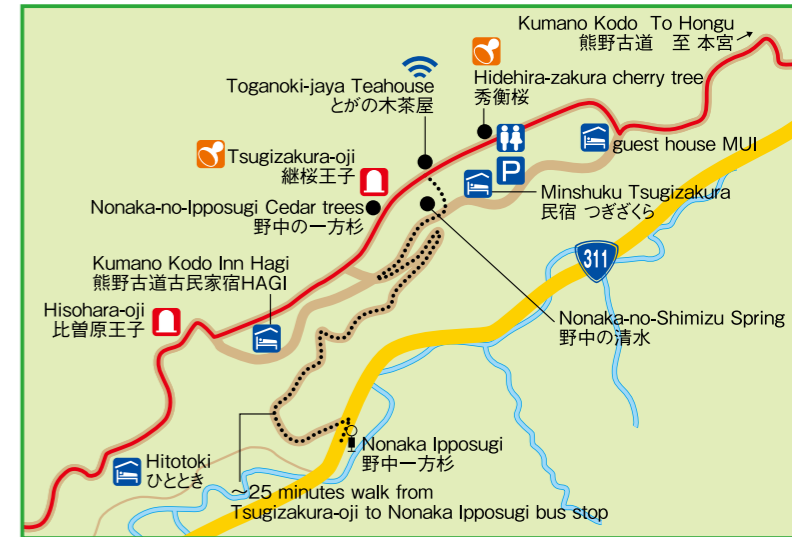 Kumano Kodo To Hongu
熊野古道 至 本宮
Toganoki-jaya Teahouse
とがの木茶屋
Hidehira-zakura cherry tree
秀衡桜
guest house MUI
Tsugizakura-oji
継桜王子
P
Minshuku Tsugizakura
民宿 つぎざくら
Nonaka-no-Ipposugi Cedar trees
野中の一方杉
311
Kumano Kodo Inn Hagi
熊野古道古民家宿HAGI
Hisohara-oji
比曽原王子
Nonaka-no-Shimizu Spring
野中の清水
Nonaka Ipposugi
野中一方杉
Hitotoki
ひととき
~25 minutes walk from
Tsugizakura-oji to Nonaka Ipposugi bus stop